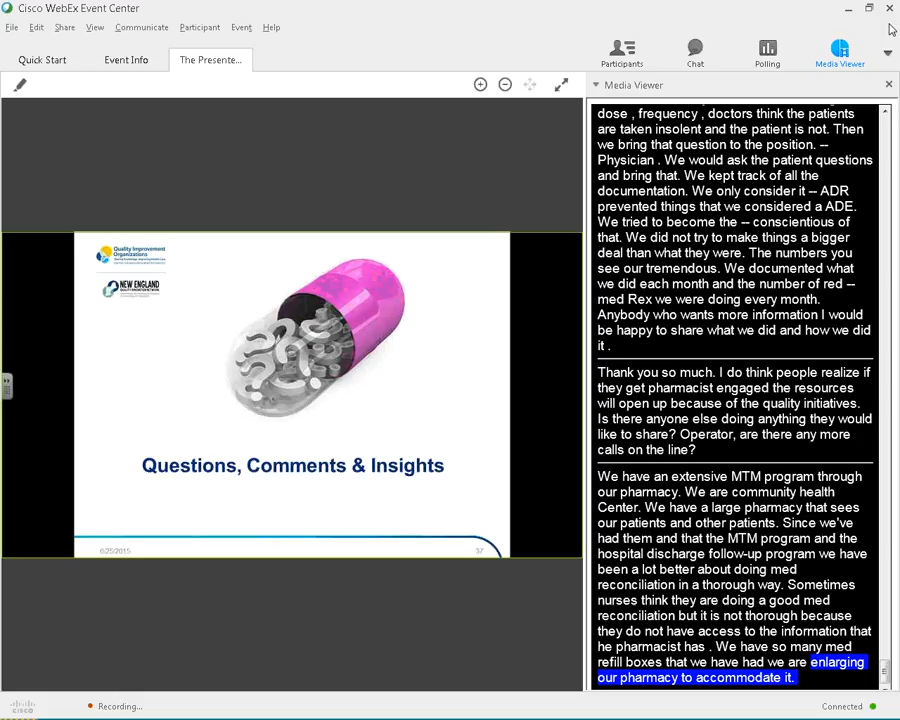 Cisco WebEx Event Center
File Edit Share View Communicate Participant Event Help
Quick Start Event Info The Presente...
Participants Chat Polling Media Viewer
Media Viewer
dose , frequency , doctors think the patients
are taken insolent and the patient is not. Then
we bring that question to the position. --
Physician . We would ask the patient questions
and bring that. We kept track of all the
documentation. We only consider it -- ADR
prevented things that we considered a ADE.
We tried to become the -- conscientious of
that. We did not try to make things a bigger
deal than what they were. The numbers you
see our tremendous. We documented what
we did each month and the number of red --
med Rex we were doing every month.
Anybody who wants more information I would
be happy to share what we did and how we did
it .
Thank you so much. I do think people realize if
they get pharmacist engaged the resources
will open up because of the quality initiatives.
Is there anyone else doing anything they would
like to share? Operator, are there any more
calls on the line?
We have an extensive MTM program through
our pharmacy. We are community health
Center. We have a large pharmacy that sees
our patients and other patients. Since we've
had them and that the MTM program and the
hospital discharge follow-up program we have
been a lot better about doing med
reconciliation in a thorough way. Sometimes
nurses think they are doing a good med
reconciliation but it is not thorough because
they do not have access to the information that
he pharmacist has . We have so many med
refill boxes that we have had we are enlarging
our pharmacy to accommodate it.
Quality Improvement
Organizations
NEW ENGLAND
Questions, Comments & Insights
6/25/2015
37
cisco
Recording...
Connected